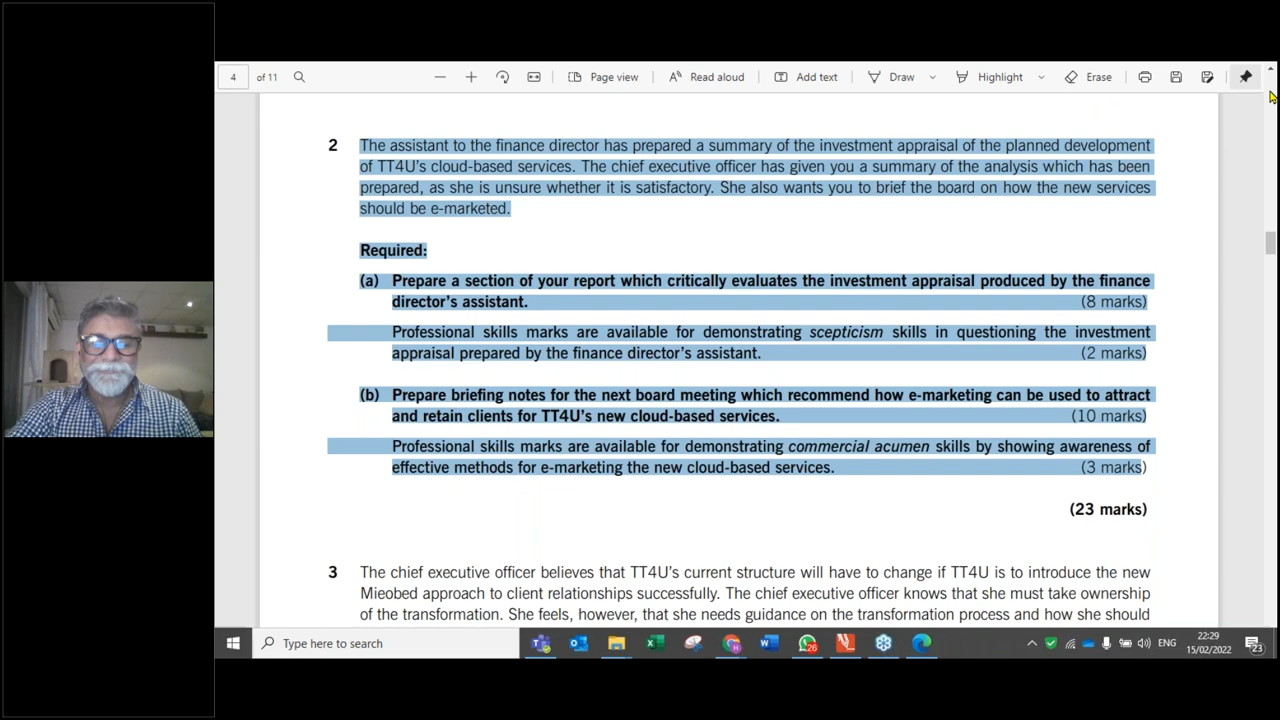 4 of 11 Page view Read aloud Add text Draw Highlight Erase
2 The assistant to the finance director has prepared a summary of the investment appraisal of the planned development
of TT4U's cloud-based services. The chief executive officer has given you a summary of the analysis which has been
prepared, as she is unsure whether it is satisfactory. She also wants you to brief the board on how the new services
should be e-marketed.
Required:
(a) Prepare a section of your report which critically evaluates the investment appraisal produced by the finance
director's assistant. (8 marks)
Professional skills marks are available for demonstrating scepticism skills in questioning the investment
appraisal prepared by the finance director's assistant. (2 marks)
(b) Prepare briefing notes for the next board meeting which recommend how e-marketing can be used to attract
and retain clients for TT4U's new cloud-based services. (10 marks)
Professional skills marks are available for demonstrating commercial acumen skills by showing awareness of
effective methods for e-marketing the new cloud-based services. (3 marks)
(23 marks)
3 The chief executive officer believes that TT4U's current structure will have to change if TT4U is to introduce the new
Mieobed approach to client relationships successfully. The chief executive officer knows that she must take ownership
of the transformation. She feels, however, that she needs guidance on the transformation process and how she should
Type here to search
26
ENG
22:29
15/02/2022
23